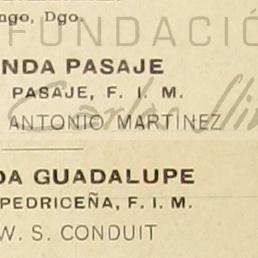 ngo, Dgo.
FUNDACIÓ
NDA PASAJE
PASAJE, F. I. M.
ANTONIO MARTINEZ
DA GUADALUPE
PEDRICEÑA, F. I. M.
W. S. CONDUIT